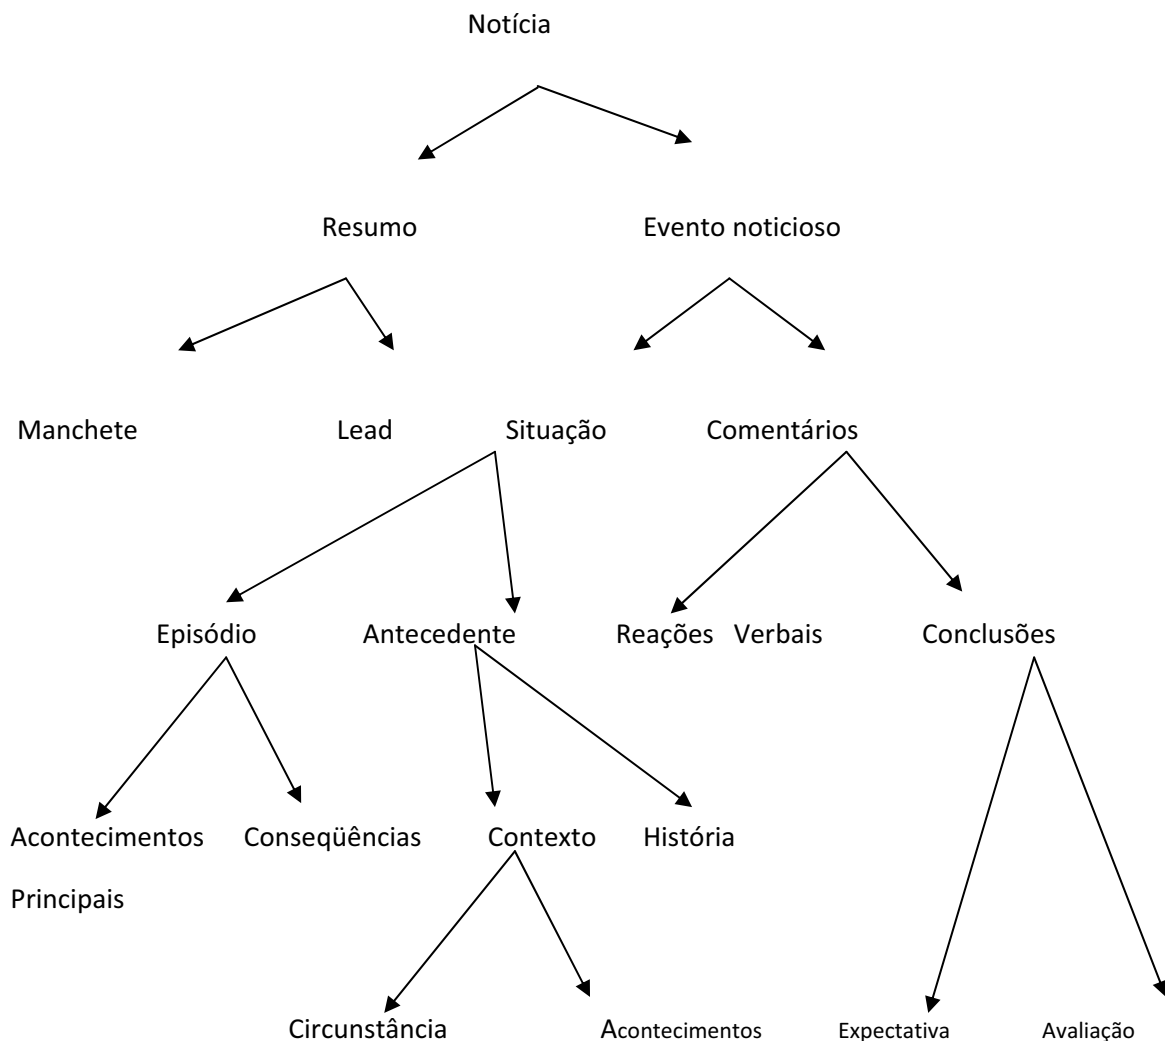 Notícia
Resumo Evento noticioso
Manchete Lead Situação Comentários
Episódio Antecedente Reações Verbais Conclusões
Acontecimentos Conseqüências Contexto História
Principais
Circunstância Acontecimentos Expectativa Avaliação